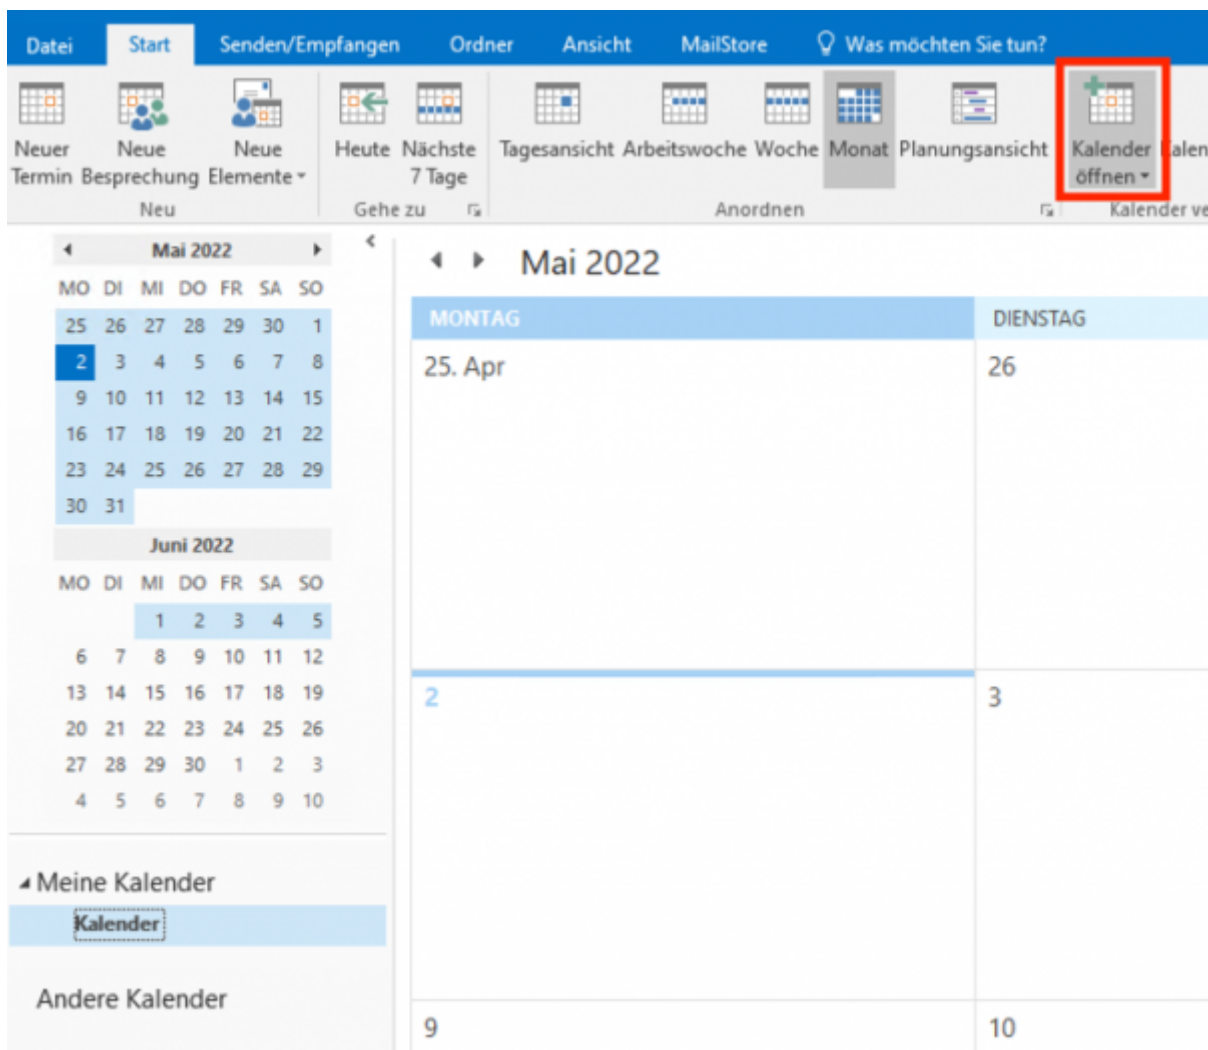 Datei Start Senden/Empfangen Ordner Ansicht MailStore Was möchten Sie tun?
Neuer Termin
Neue Besprechung
Neue Elemente
Heute
Nächste 7 Tage
Tagesansicht Arbeitswoche Woche Monat Planungsansicht
Kalender öffnen
Neu Gehe zu Anordnen
Mai 2022
MO DI MI DO FR SA SO
25 26 27 28 29 30 1
2 3 4 5 6 7 8
9 10 11 12 13 14 15
16 17 18 19 20 21 22
23 24 25 26 27 28 29
30 31
Juni 2022
MO DI MI DO FR SA SO
1 2 3 4 5
6 7 8 9 10 11 12
13 14 15 16 17 18 19
20 21 22 23 24 25 26
27 28 29 30 1 2 3
4 5 6 7 8 9 10
Meine Kalender
Kalender
Andere Kalender
Mai 2022
MONTAG DIENSTAG
25. Apr 26
2 3
9 10